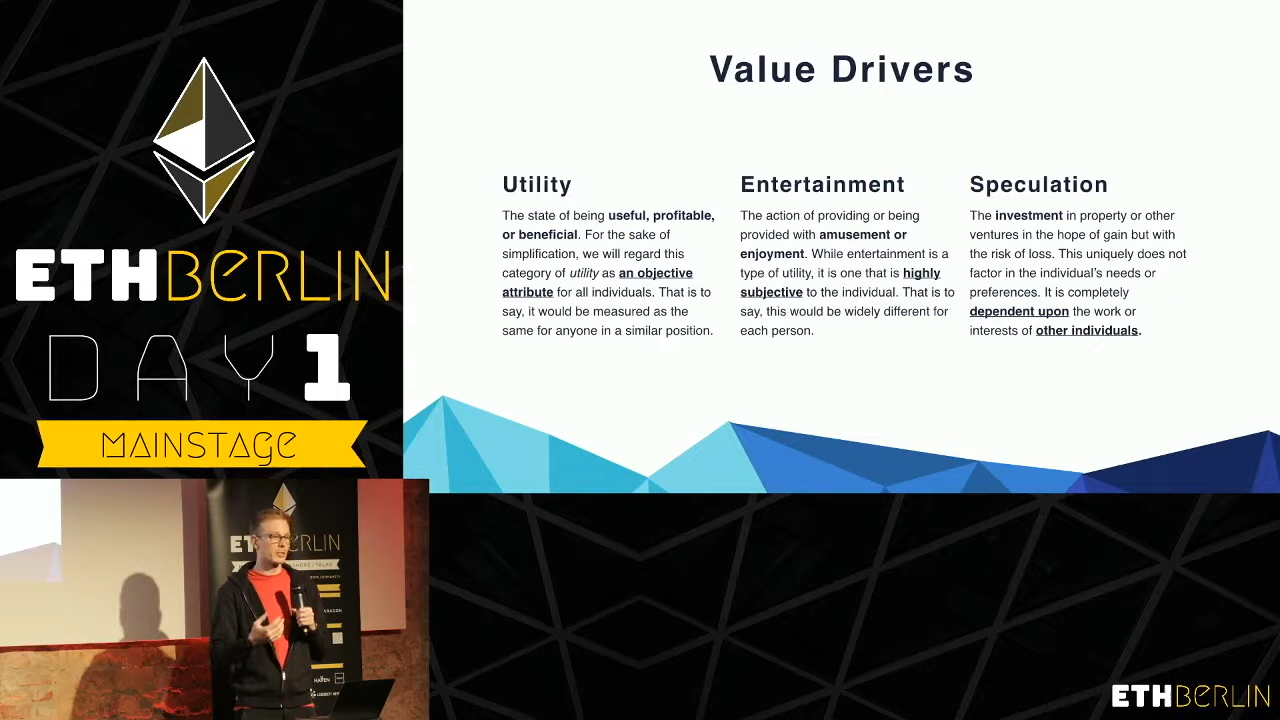 ETHBERLIN
DAY1
MAINSTAGE
Value Drivers
Utility
The state of being useful, profitable,
or beneficial. For the sake of
simplification, we will regard this
category of utility as an objective
attribute for all individuals. That is to
say, it would be measured as the
same for anyone in a similar position.
Entertainment
The action of providing or being
provided with amusement or
enjoyment. While entertainment is a
type of utility, it is one that is highly
subjective to the individual. That is to
say, this would be widely different for
each person.
Speculation
The investment in property or other
ventures in the hope of gain but with
the risk of loss. This uniquely does not
factor in the individual's needs or
preferences. It is completely
dependent upon the work or
interests of other individuals.
ERLIN
ETHBERLIN